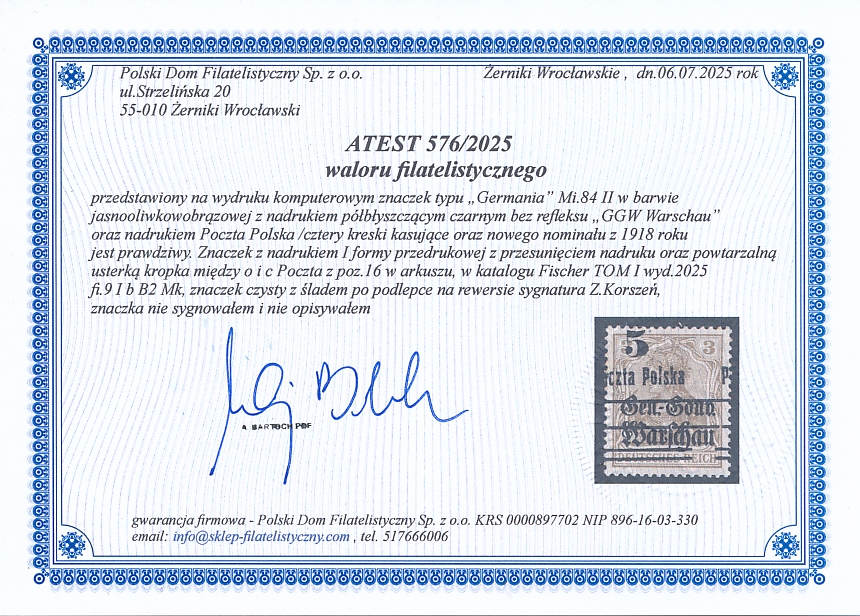 Polski Dom Filatelistyczny Sp. z o.o.
Żerniki Wrocławskie , dn.06.07.2025 rok
ul.Strzelińska 20
55-010 Żerniki Wrocławski
ATEST 576/2025
waloru filatelistycznego
przedstawiony na wydruku komputerowym znaczek typu „Germania” Mi.84 II w barwie
jasnooliwkowobrązowej z nadrukiem półbłyszczącym czarnym bez refleksu „GGW Warschau”
oraz nadrukiem Poczta Polska /cztery kreski kasujące oraz nowego nominału z 1918 roku
jest prawdziwy. Znaczek z nadrukiem I formy przedrukowej z przesunięciem nadruku oraz powtarzalną
usterką kropka między o i c Poczta z poz.16 w arkuszu, w katalogu Fischer TOM I wyd.2025
fi.9 I b B2 Mk, znaczek czysty z śladem po podlepce na rewersie sygnatura Z.Korszeń,
znaczka nie sygnowałem i nie opisywałem
5 3
czta Polska P
Gen.-Gouv.
Warschau
DEUTSCHES REICH
A. BARTOCH PDF
gwarancja firmowa - Polski Dom Filatelistyczny Sp. z o.o. KRS 0000897702 NIP 896-16-03-330
email: info@sklep-filatelistyczny.com , tel. 517666006